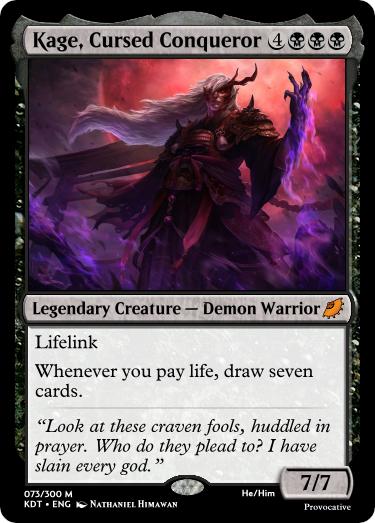 Kage, Cursed Conqueror 4
Legendary Creature — Demon Warrior
Lifelink
Whenever you pay life, draw seven
cards.
“Look at these craven fools, huddled in
prayer. Who do they plead to? I have
slain every god.”
7/7
073/300 M He/Him
KDT • ENG Nathaniel Himawan Provocative